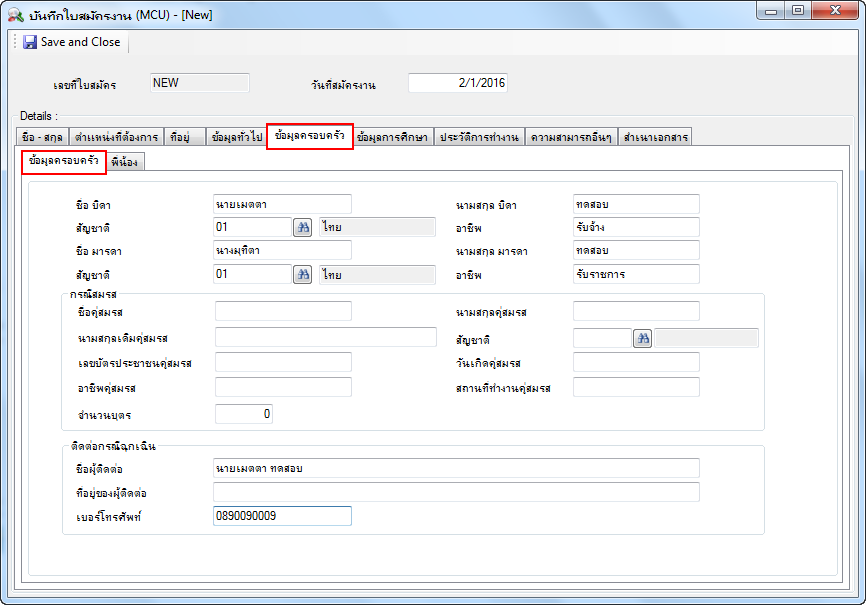 บันทึกใบสมัครงาน (MCU) - [New]
Save and Close
เลขที่ใบสมัคร NEW วันที่สมัครงาน 2/1/2016
Details :
ชื่อ - สกุล ตำแหน่งที่ต้องการ ที่อยู่ ข้อมูลทั่วไป ข้อมูลครอบครัว ข้อมูลการศึกษา ประวัติการทำงาน ความสามารถอื่นๆ สำเนาเอกสาร
ข้อมูลครอบครัว พี่น้อง
ชื่อ บิดา นายเมตตา นามสกุล บิดา ทดสอบ
สัญชาติ 01 ไทย อาชีพ รับจ้าง
ชื่อ มารดา นางมุทิตา นามสกุล มารดา ทดสอบ
สัญชาติ 01 ไทย อาชีพ รับราชการ
กรณีสมรส
ชื่อคู่สมรส นามสกุลคู่สมรส
นามสกุลเดิมคู่สมรส สัญชาติ
เลขบัตรประชาชนคู่สมรส วันเกิดคู่สมรส
อาชีพคู่สมรส สถานที่ทำงานคู่สมรส
จำนวนบุตร 0
ติดต่อกรณีฉุกเฉิน
ชื่อผู้ติดต่อ นายเมตตา ทดสอบ
ที่อยู่ของผู้ติดต่อ
เบอร์โทรศัพท์ 0890090009